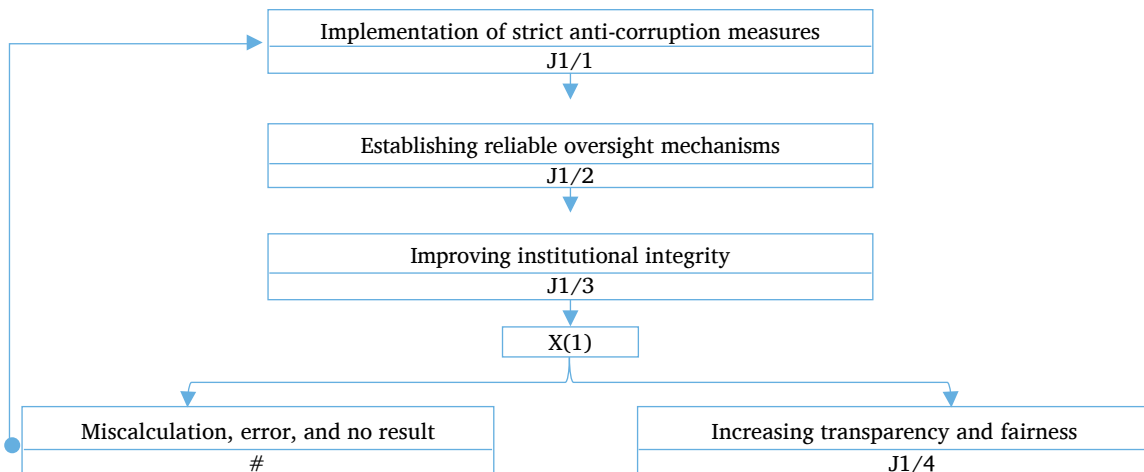 Implementation of strict anti-corruption measures
J1/1
Establishing reliable oversight mechanisms
J1/2
Improving institutional integrity
J1/3
X(1)
Miscalculation, error, and no result
#
Increasing transparency and fairness
J1/4